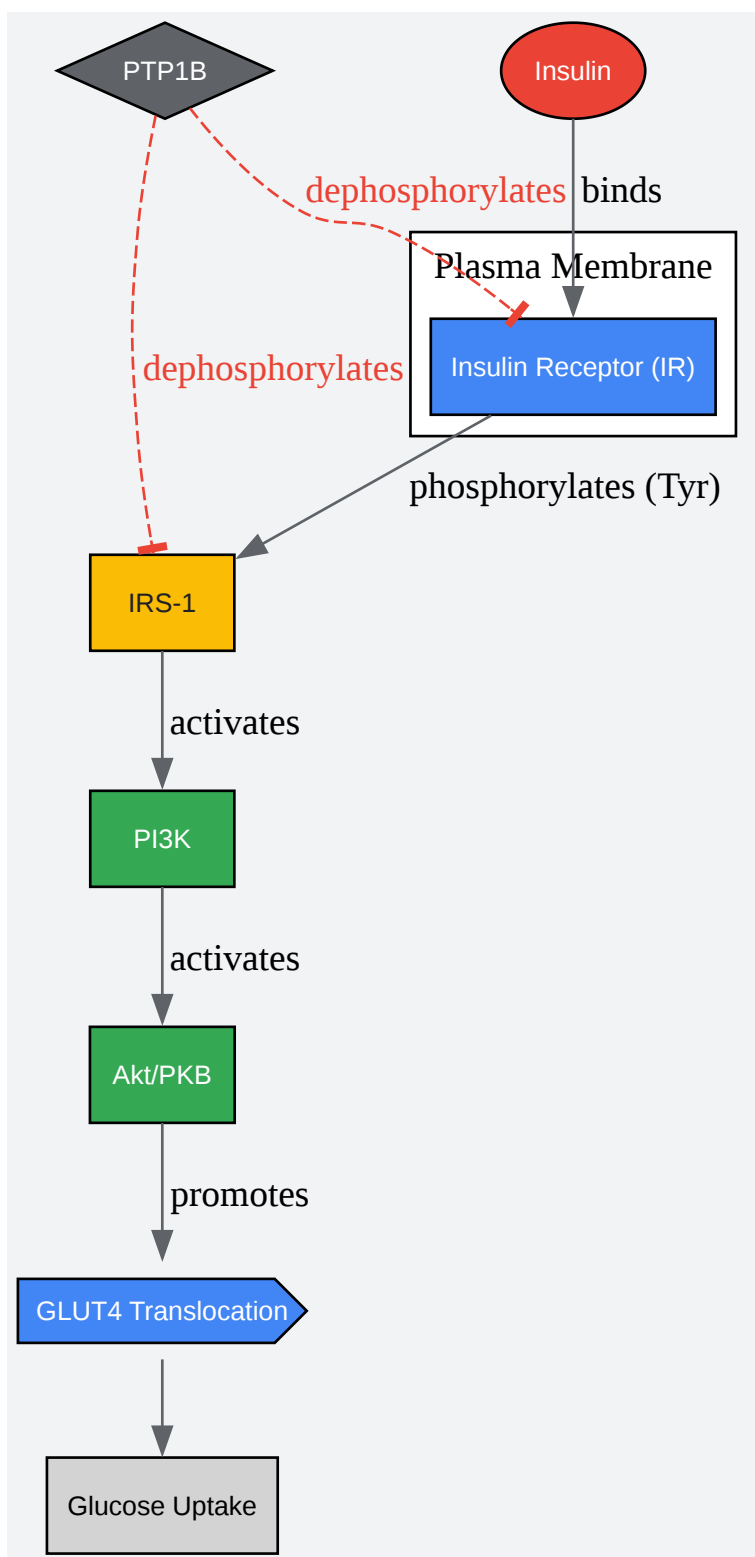 PTP1B
Insulin
dephosphorylates
binds
Plasma Membrane
Insulin Receptor (IR)
dephosphorylates
phosphorylates (Tyr)
IRS-1
activates
PI3K
activates
Akt/PKB
promotes
GLUT4 Translocation
Glucose Uptake